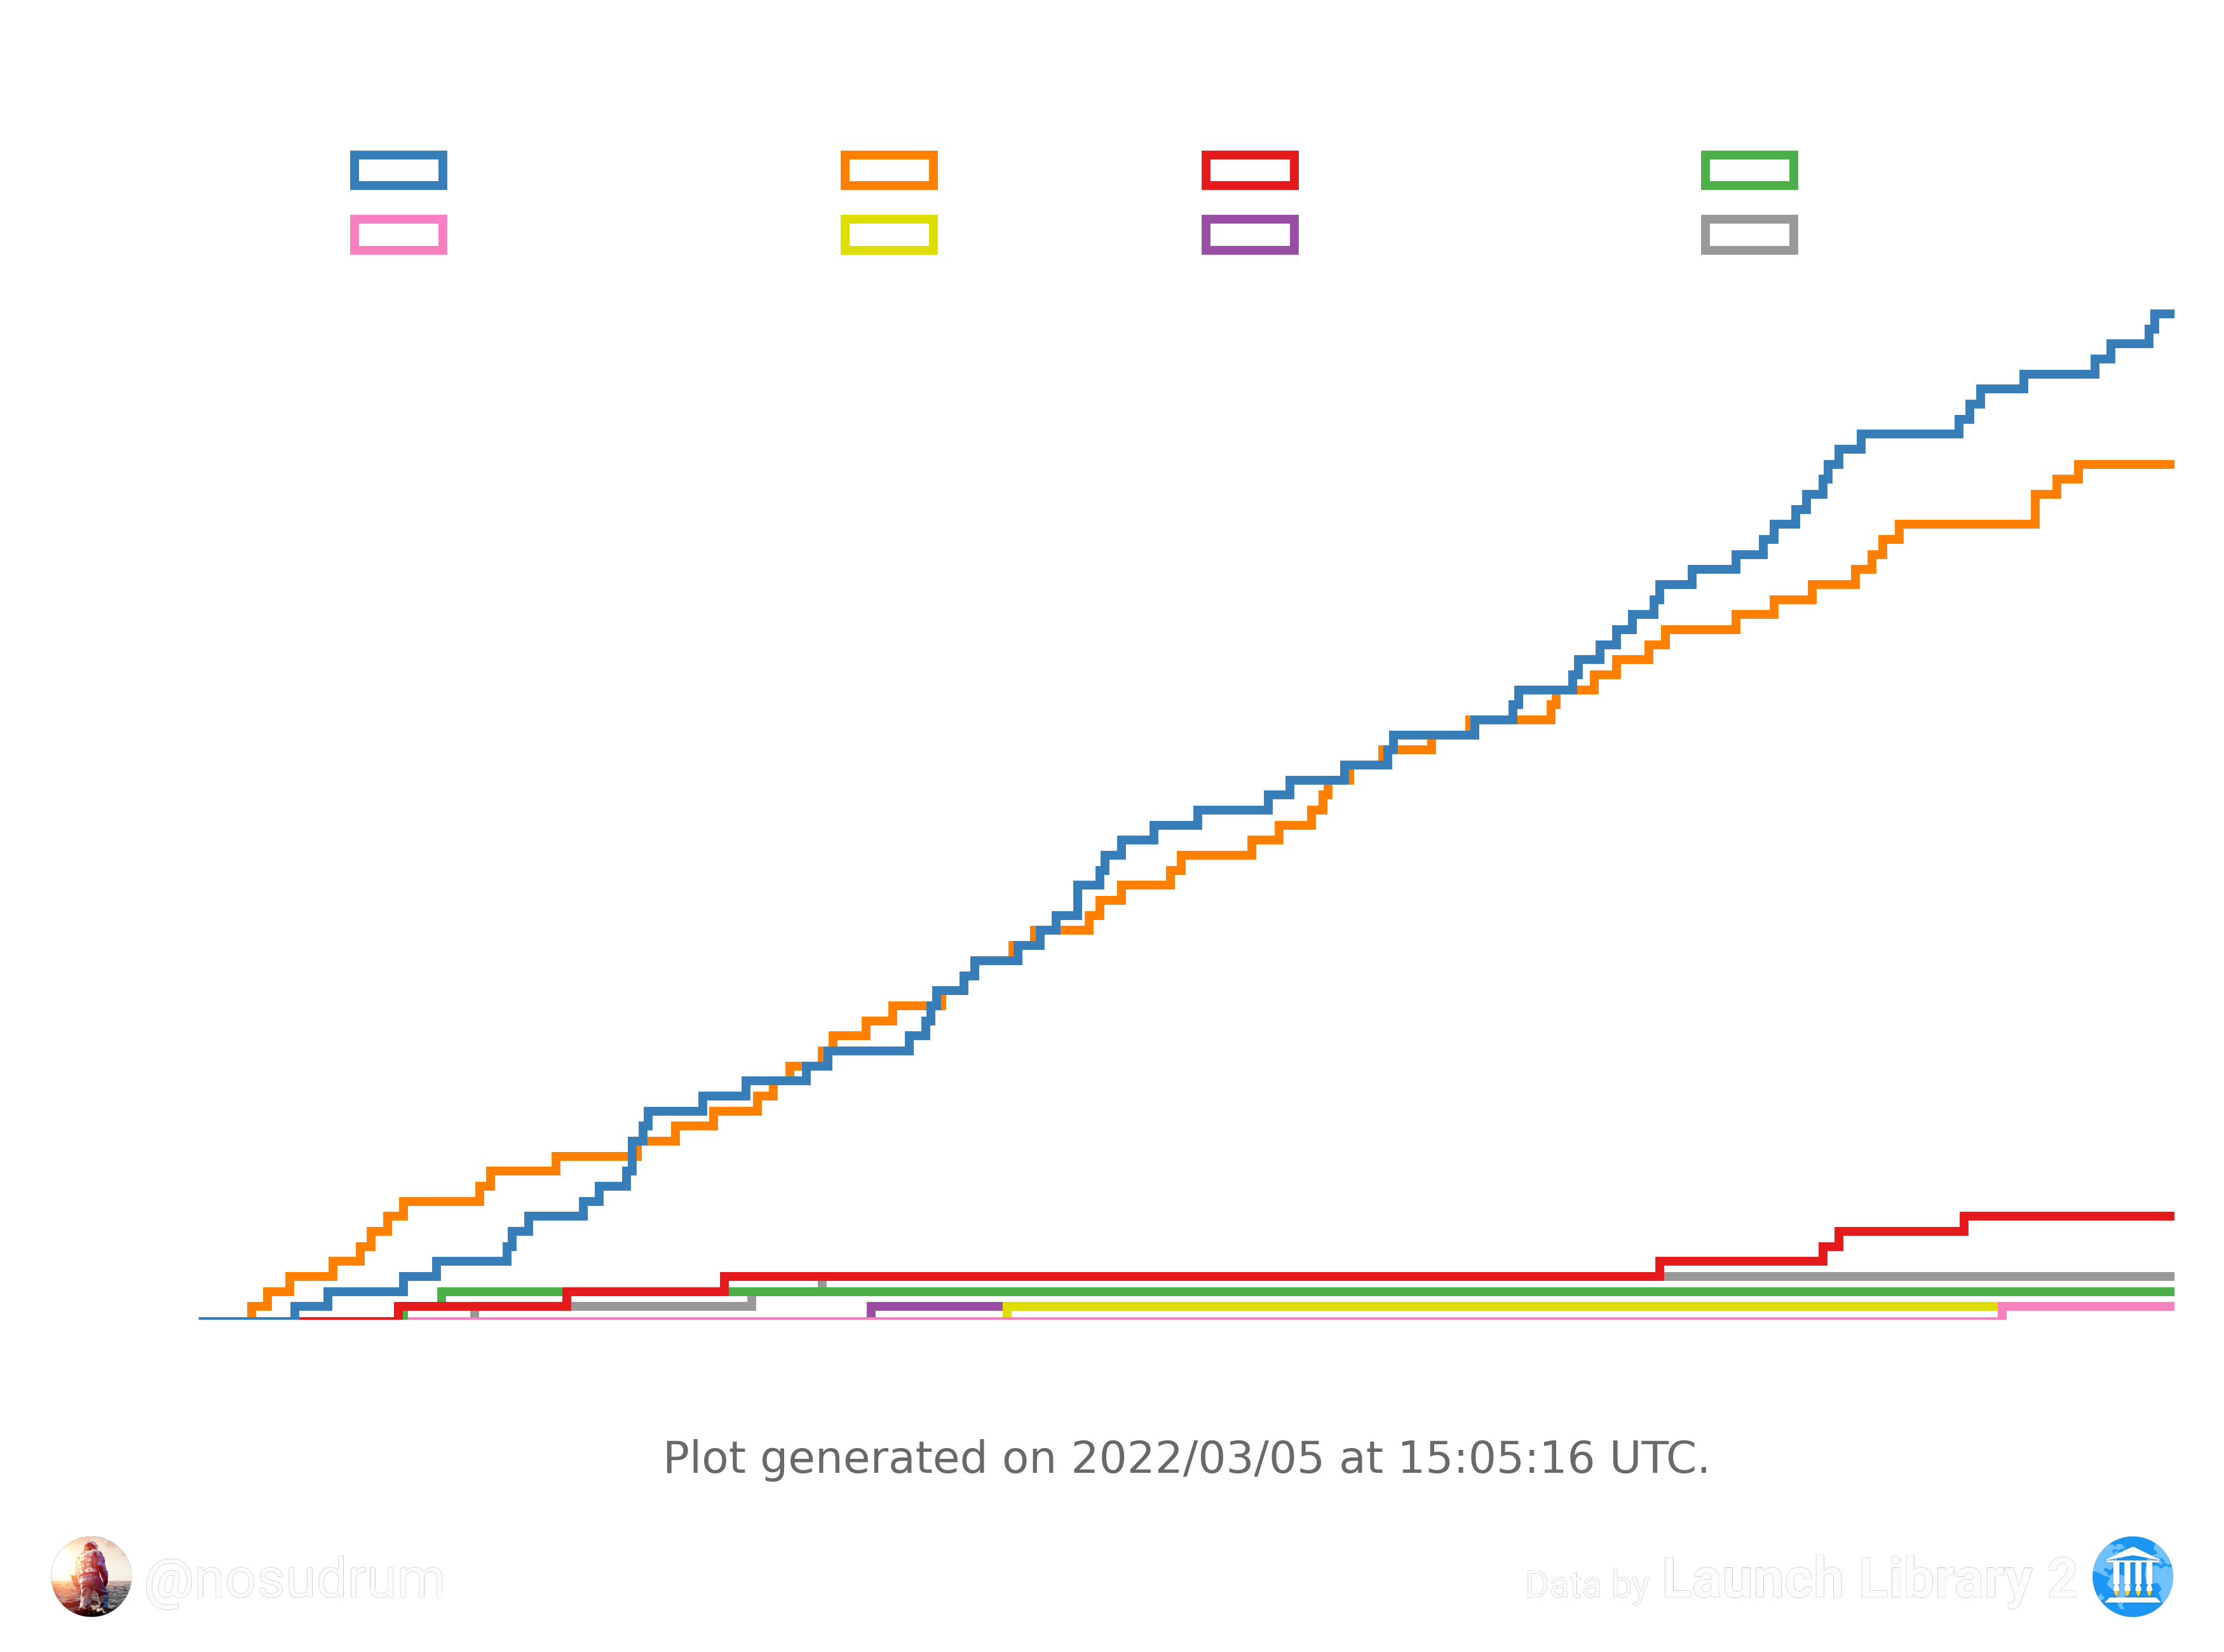 Plot generated on 2022/03/05 at 15:05:16 UTC.
@nosudrum
Data by Launch Library 2